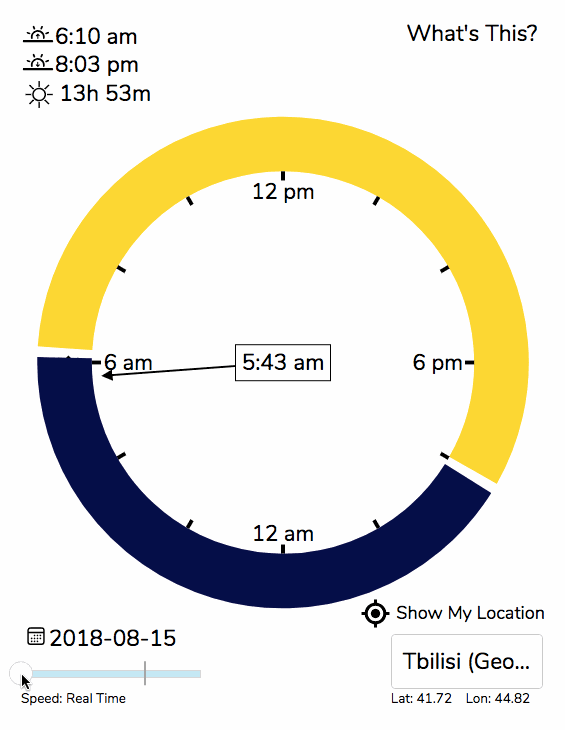 6:10 am
What's This?
8:03 pm
13h 53m
12 pm
6 am
5:43 am
6 pm
12 am
Show My Location
2018-08-15
Tbilisi (Geo...
Speed: Real Time
Lat: 41.72 Lon: 44.82